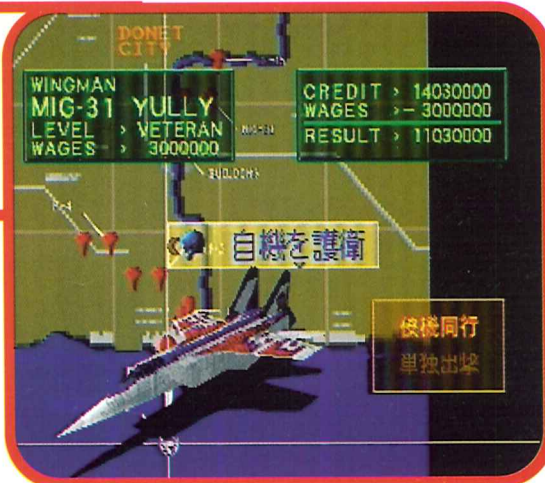 DONET
CITY
WINGMAN
MIG-31 YULLY
LEVEL > VETERAN
WAGES > 3000000
CREDIT > 14030000
WAGES >- 3000000
RESULT > 11030000
自機を護衛
僚機同行
単独出撃